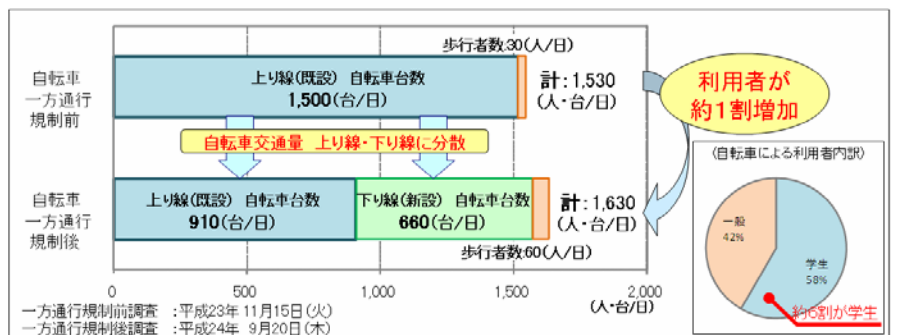 歩行者数:30(人/日)
自転車
一方通行
規制前
上り線(既設) 自転車台数
1,500(台/日)
計:1,530
(人・台/日)
利用者が
約1割増加
自転車交通量 上り線・下り線に分散
自転車
一方通行
規制後
上り線(既設) 自転車台数
910(台/日)
下り線(新設) 自転車台数
660(台/日)
計:1,630
(人・台/日)
歩行者数:60(人/日)
0
500
1,000
1,500
2,000
(人・台/日)
(自転車による利用者内訳)
一般
42%
学生
58%
約6割が学生
一方通行規制前調査 :平成23年11月15日(火)
一方通行規制後調査 :平成24年 9月20日(木)